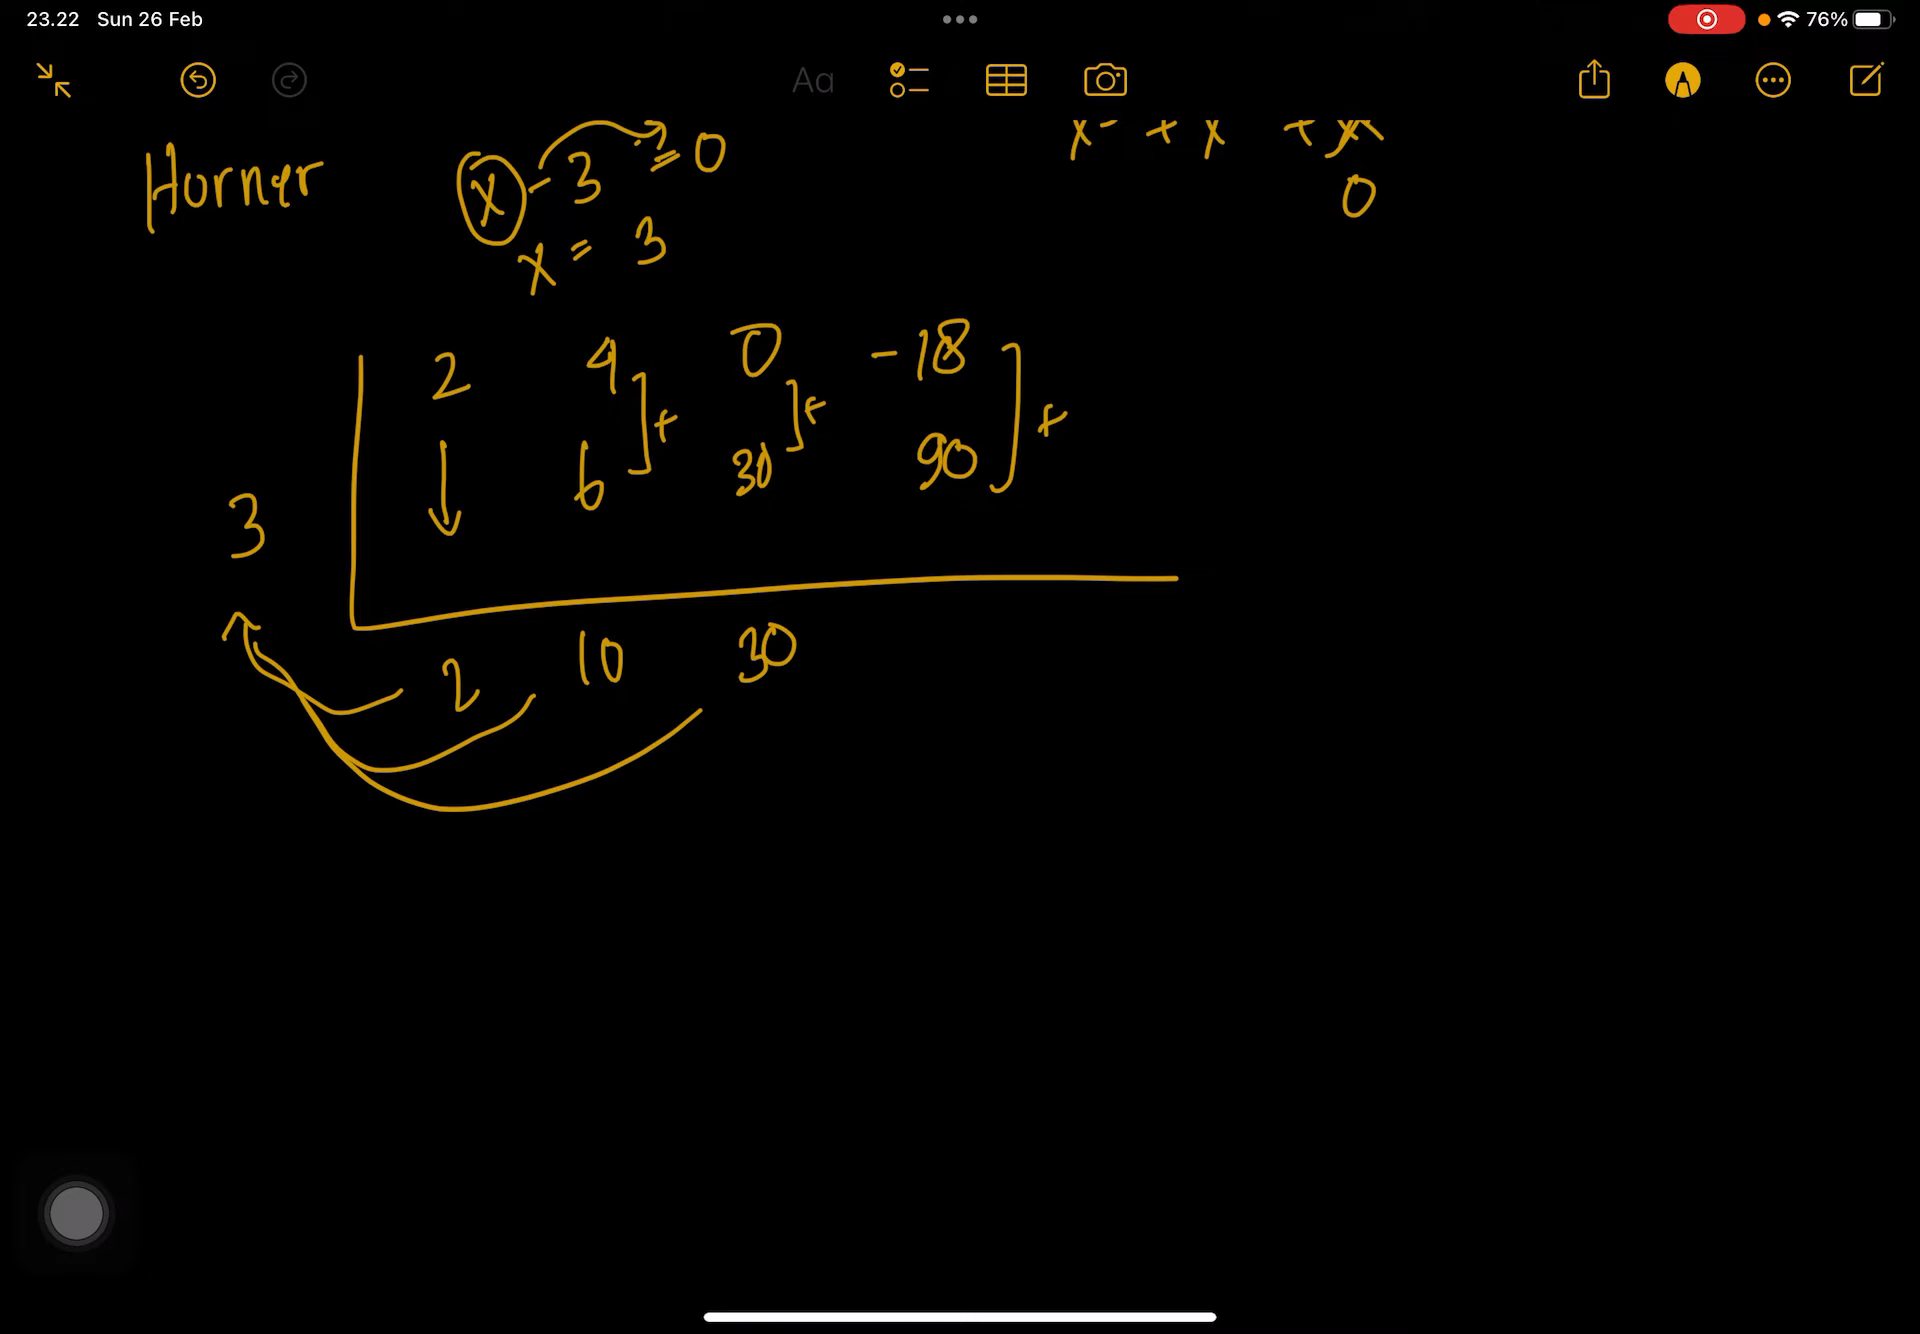 23.22 Sun 26 Feb 76%
Aa
x + x + x
Horner x - 3 = 0
0
x = 3
2 4 0 -18
+ + +
6 30 90
3
2 10 30